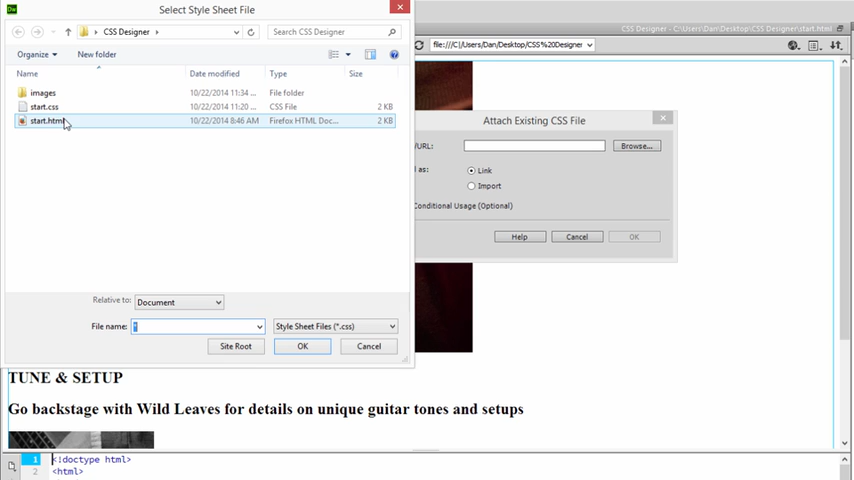 Dw
Select Style Sheet File
CSS Designer
Search CSS Designer
Organize
New folder
Name
Date modified
Type
Size
images
10/22/2014 11:34 ...
File folder
start.css
10/22/2014 11:20 ...
CSS File
2 KB
start.html
10/22/2014 8:46 AM
Firefox HTML Doc...
2 KB
Relative to:
Document
File name:
*
Style Sheet Files (*.css)
Site Root
OK
Cancel
CSS Designer - C:\Users\Dan\Desktop\CSS Designer\start.html
file:///C|/Users/Dan/Desktop/CSS%20Designer
Attach Existing CSS File
/URL:
Browse...
d as:
Link
Import
Conditional Usage (Optional)
Help
Cancel
OK
TUNE & SETUP
Go backstage with Wild Leaves for details on unique guitar tones and setups
1
<!doctype html>
2
<html>